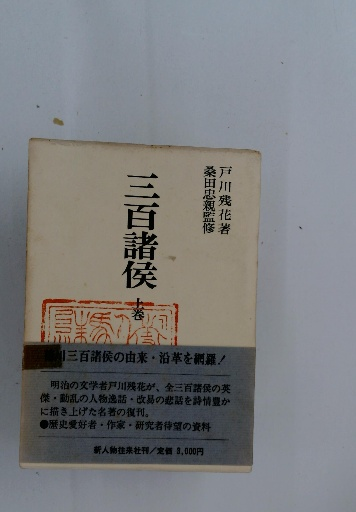 戸川残花著
桑田忠親監修
三百諸侯
上巻
川三百諸侯の由来・沿革を網羅!
明治の文学者戸川残花が、全三百諸侯の英
傑・動乱の人物逸話・改易の悲話を詩情豊か
に描き上げた名著の復刊。
●歴史愛好者・作家・研究者待望の資料
新人物往来社刊/定価 3,000円